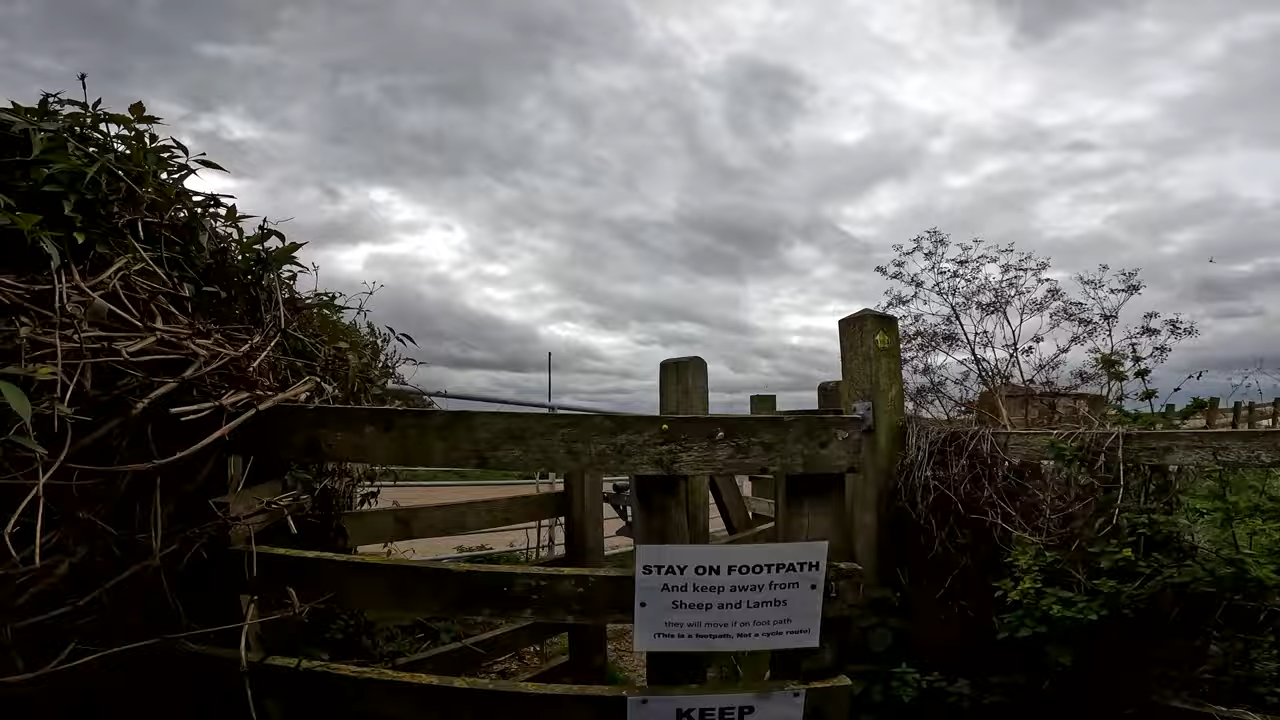 STAY ON FOOTPATH
And keep away from
Sheep and Lambs
they will move if on foot path
(This is a footpath, Not a cycle route)
KEEP